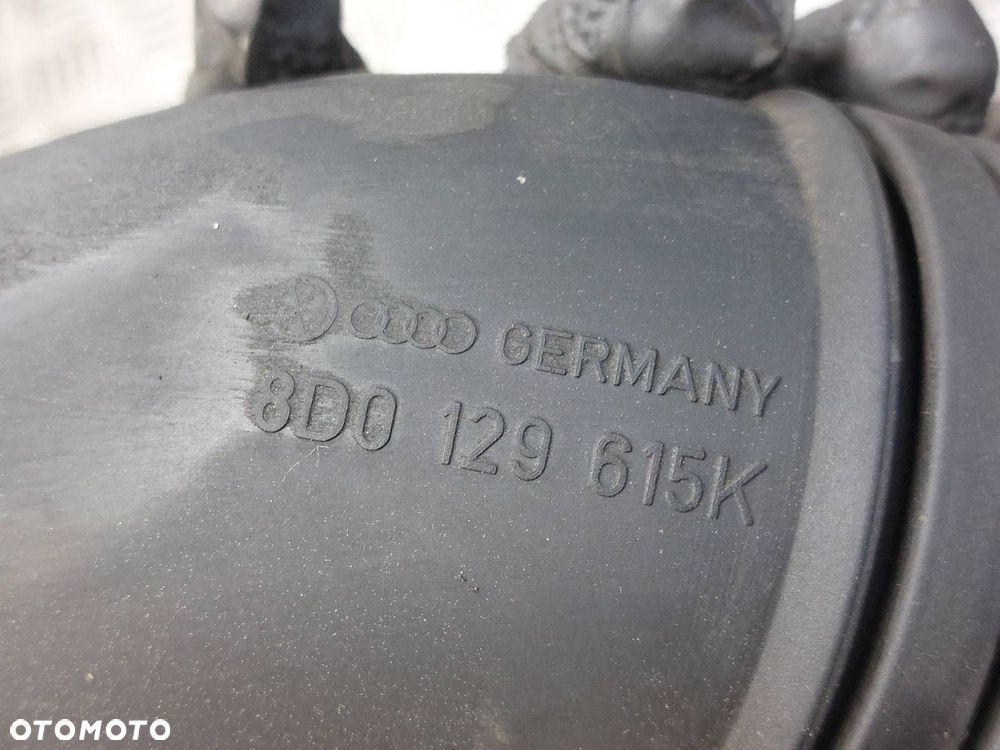 GERMANY
8D0 129 615K
OTOMOTO